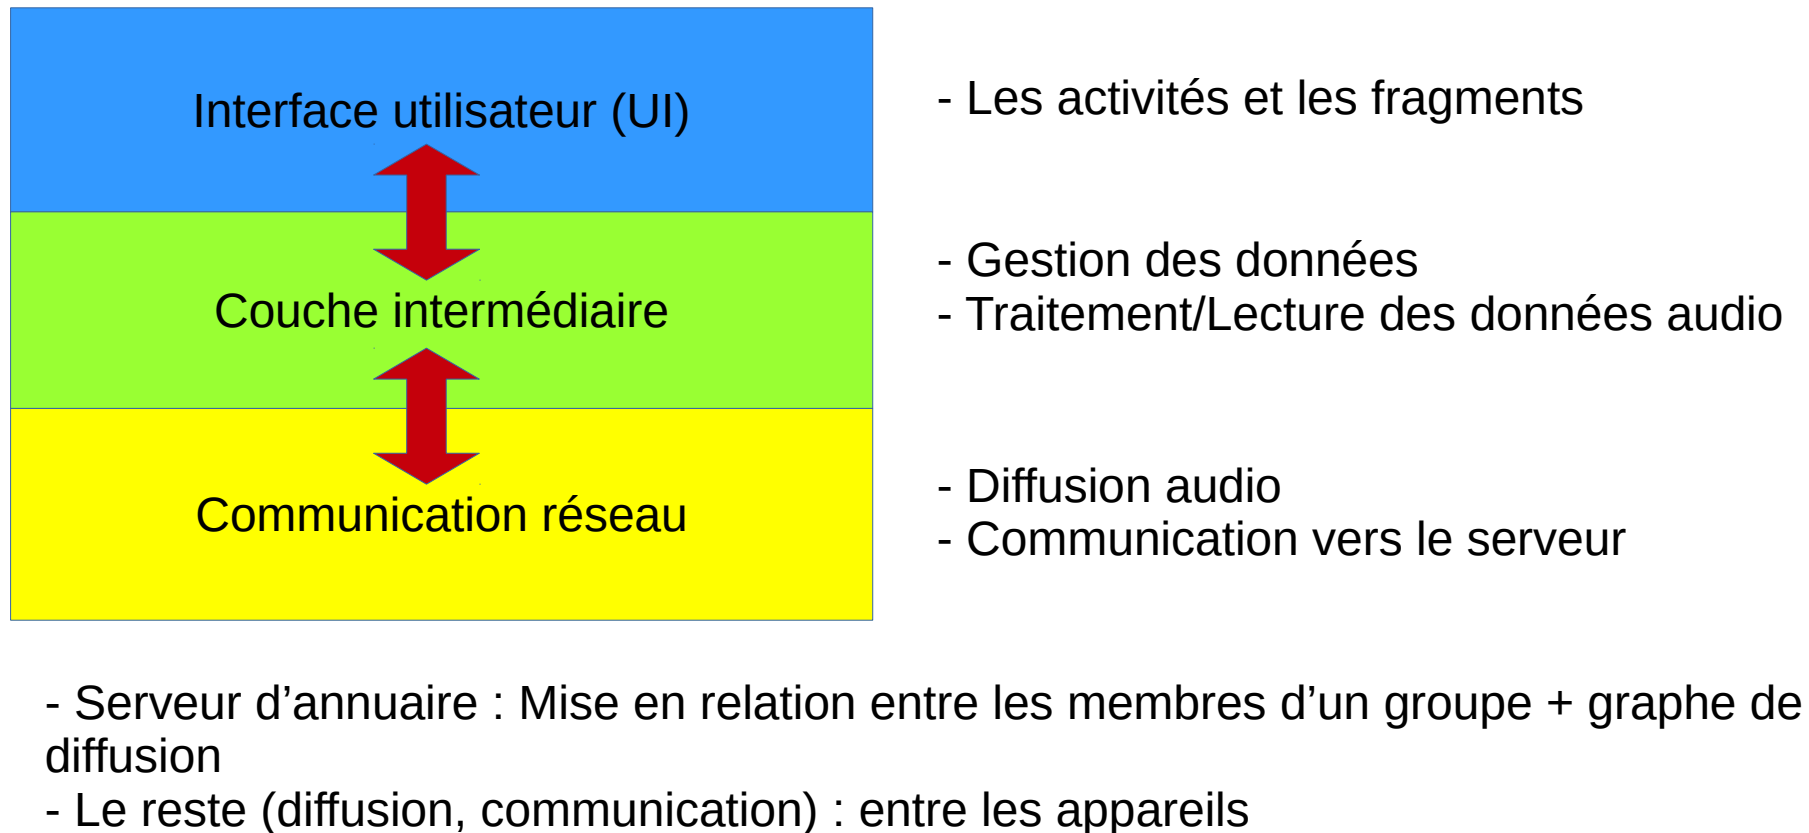 Interface utilisateur (UI)
- Les activités et les fragments
Couche intermédiaire
- Gestion des données
- Traitement/Lecture des données audio
Communication réseau
- Diffusion audio
- Communication vers le serveur
- Serveur d’annuaire : Mise en relation entre les membres d’un groupe + graphe de
diffusion
- Le reste (diffusion, communication) : entre les appareils